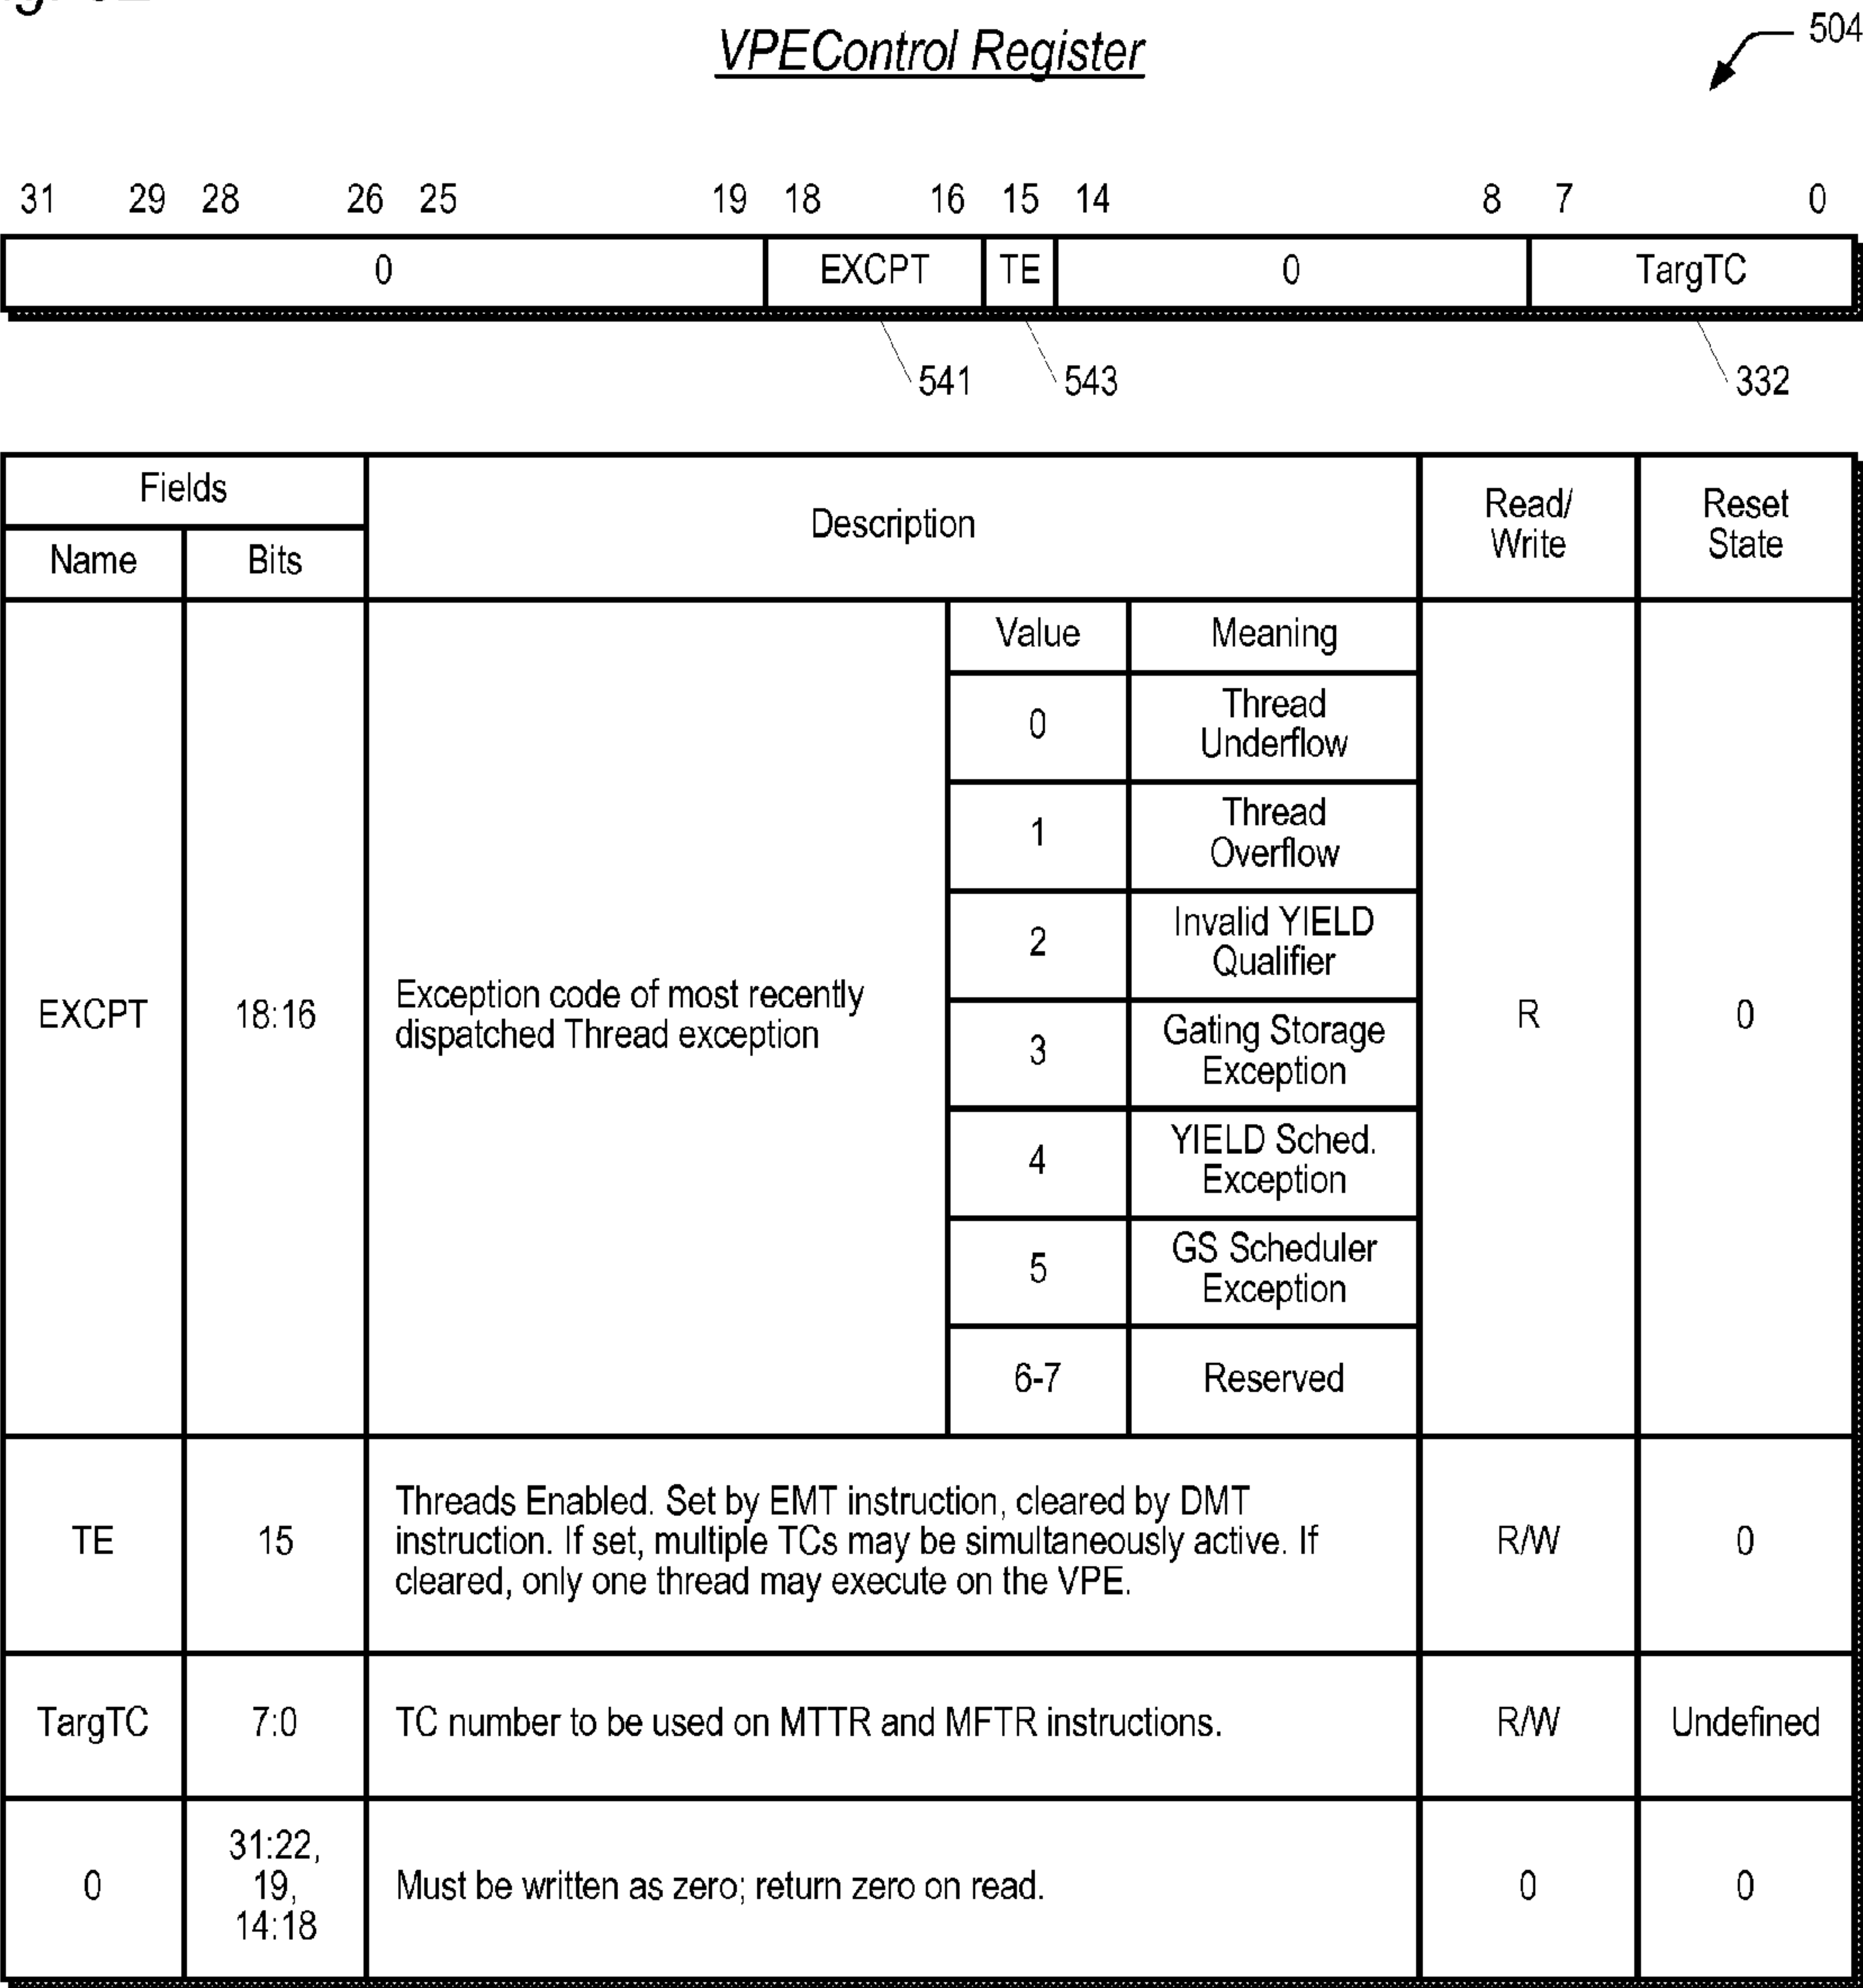 VPEControl Register
504
31 29 28 26 25 19 18 16 15 14 8 7 0
0 EXCPT TE 0 TargTC
541 543 332
Fields
Description
Read/
Write
Reset
State
Name Bits
EXCPT
18:16
Exception code of most recently
dispatched Thread exception
Value Meaning
0 Thread
Underflow
1 Thread
Overflow
2 Invalid YIELD
Qualifier
3 Gating Storage
Exception
4 YIELD Sched.
Exception
5 GS Scheduler
Exception
6-7 Reserved
R
0
TE
15
Threads Enabled. Set by EMT instruction, cleared by DMT
instruction. If set, multiple TCs may be simultaneously active. If
cleared, only one thread may execute on the VPE.
R/W
0
TargTC
7:0
TC number to be used on MTTR and MFTR instructions.
R/W
Undefined
0
31:22,
19,
14:18
Must be written as zero; return zero on read.
0
0